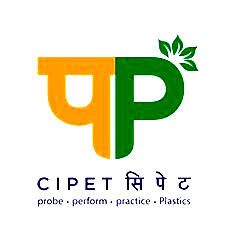 पP
CIPET सि पे ट
probe • perform • practice • Plastics